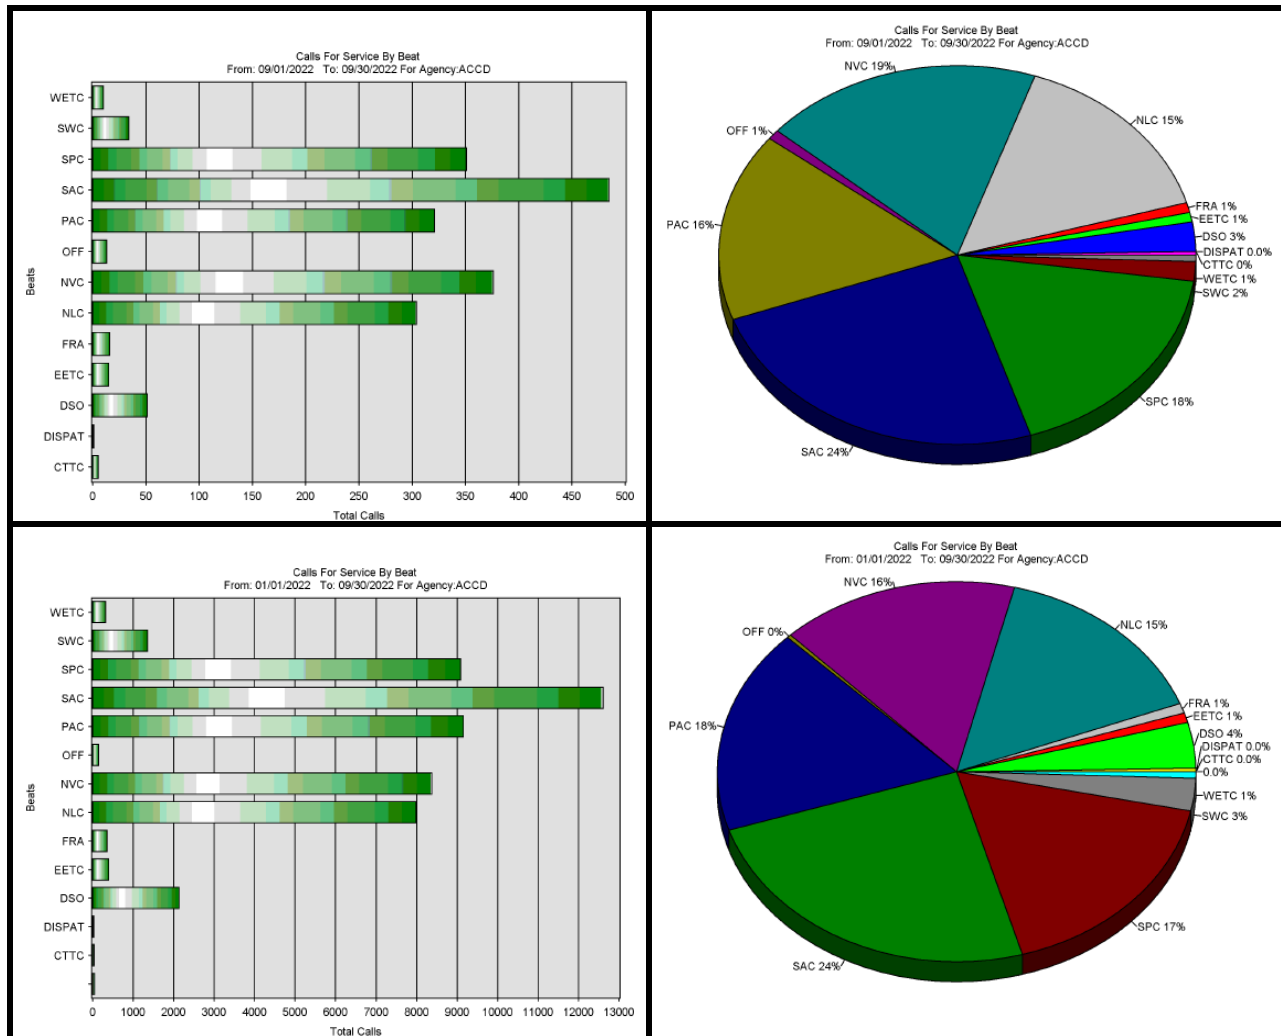 Calls For Service By Beat
From: 09/01/2022 To: 09/30/2022 For Agency:ACCD
WETC
SWC
SPC
SAC
PAC
OFF
NVC
NLC
FRA
EETC
DSO
DISPAT
CTTC
Beats
0 50 100 150 200 250 300 350 400 450 500
Total Calls
Calls For Service By Beat
From: 09/01/2022 To: 09/30/2022 For Agency:ACCD
NVC 19%
NLC 15%
OFF 1%
PAC 16%
FRA 1%
EETC 1%
DSO 3%
DISPAT 0.0%
CTTC 0%
WETC 1%
SWC 2%
SPC 18%
SAC 24%
Calls For Service By Beat
From: 01/01/2022 To: 09/30/2022 For Agency:ACCD
WETC
SWC
SPC
SAC
PAC
OFF
NVC
NLC
FRA
EETC
DSO
DISPAT
CTTC
Beats
0 1000 2000 3000 4000 5000 6000 7000 8000 9000 10000 11000 12000 13000
Total Calls
Calls For Service By Beat
From: 01/01/2022 To: 09/30/2022 For Agency:ACCD
NVC 16%
NLC 15%
OFF 0%
PAC 18%
FRA 1%
EETC 1%
DSO 4%
DISPAT 0.0%
CTTC 0.0%
0.0%
WETC 1%
SWC 3%
SPC 17%
SAC 24%